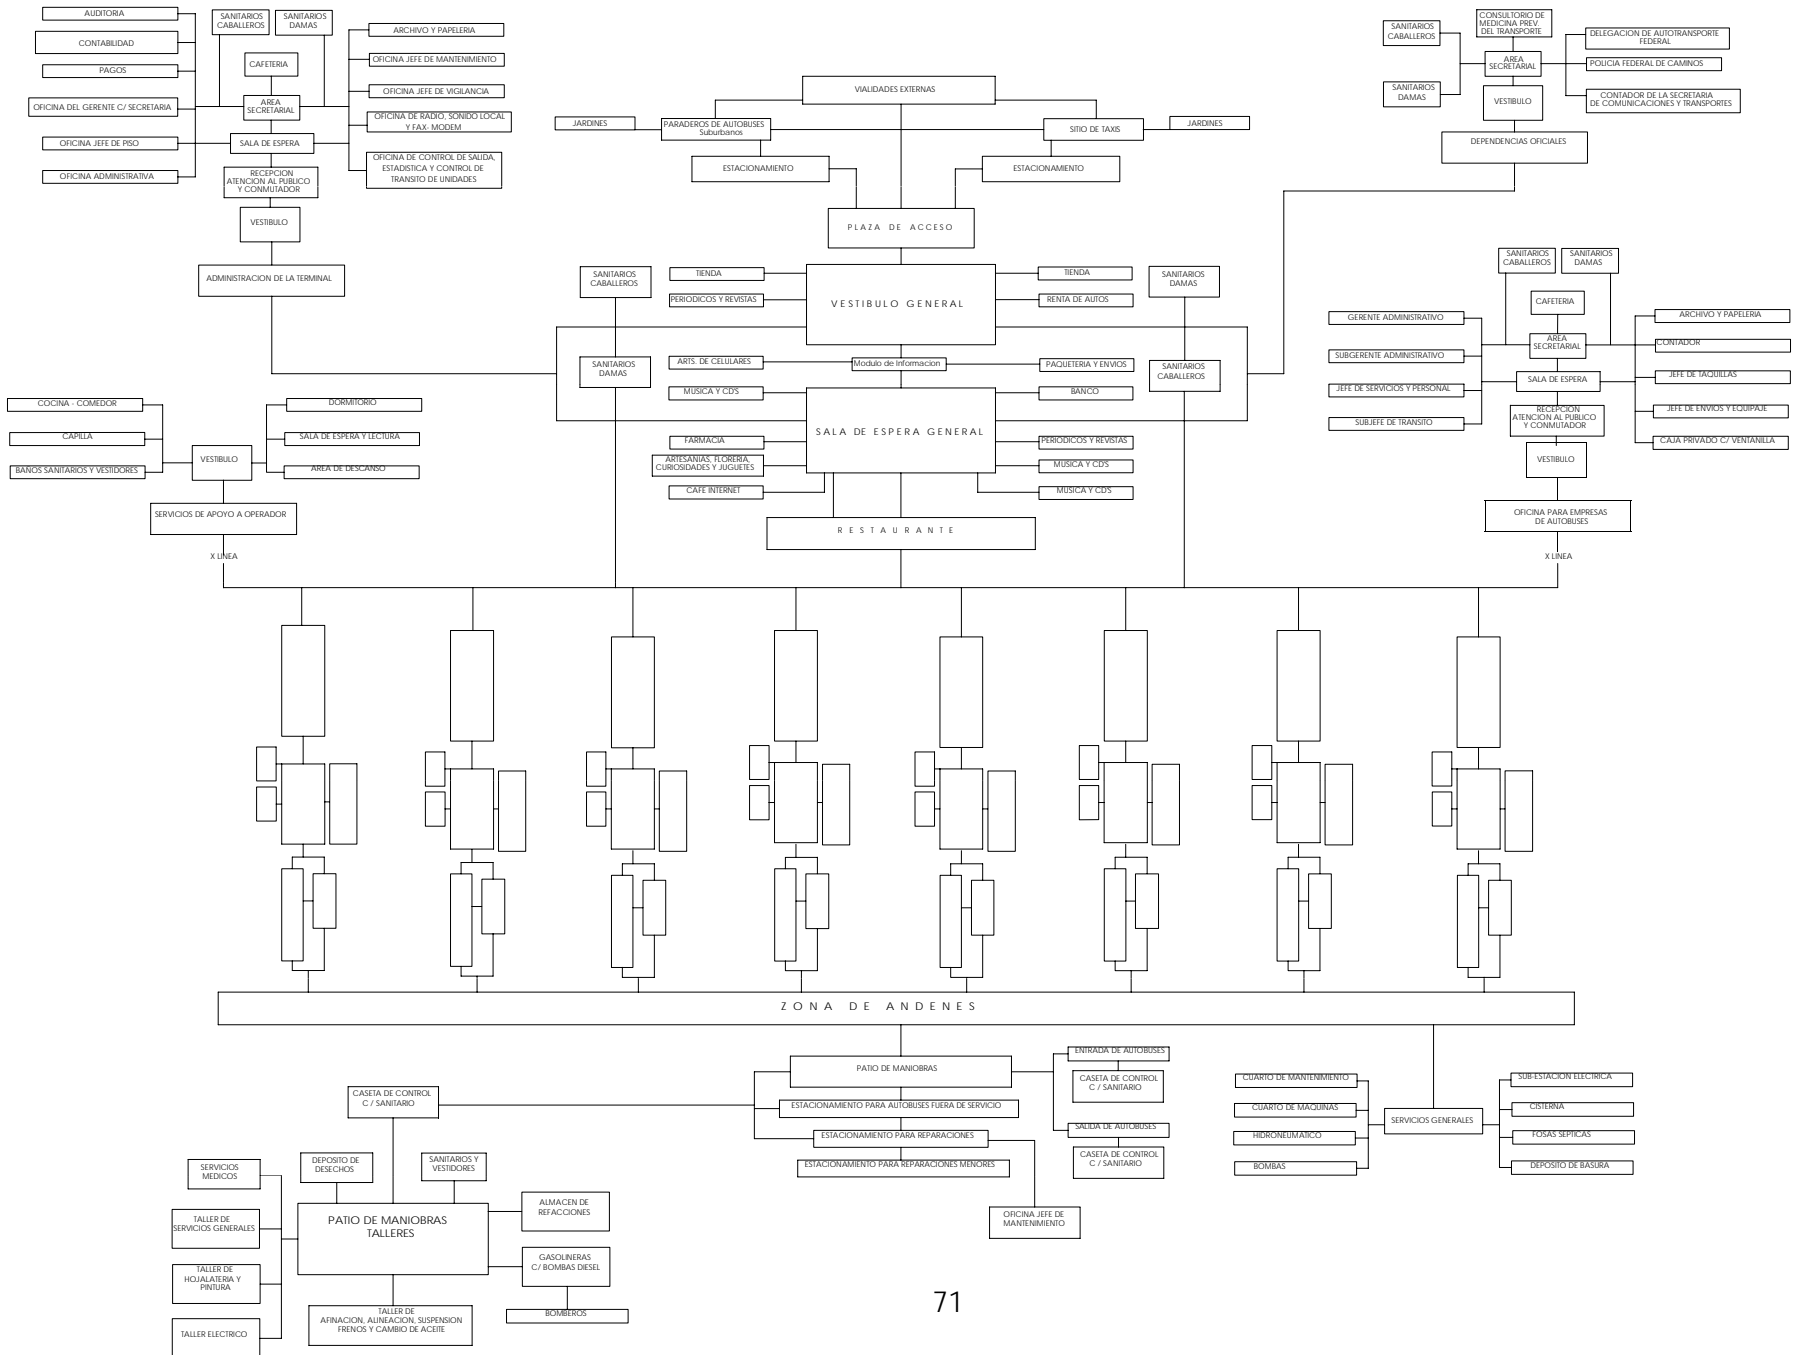 AUDITORIA
CONTABILIDAD
PAGOS
OFICINA DEL GERENTE C/ SECRETARIA
OFICINA JEFE DE PISO
OFICINA ADMINISTRATIVA
SANITARIOS
CABALLEROS
SANITARIOS
DAMAS
CAFETERIA
AREA
SECRETARIAL
SALA DE ESPERA
RECEPCION
ATENCION AL PUBLICO
Y CONMUTADOR
VESTIBULO
ADMINISTRACION DE LA TERMINAL
ARCHIVO Y PAPELERIA
OFICINA JEFE DE MANTENIMIENTO
OFICINA JEFE DE VIGILANCIA
OFICINA DE RADIO, SONIDO LOCAL
Y FAX- MODEM
OFICINA DE CONTROL DE SALIDA,
ESTADISTICA Y CONTROL DE
TRANSITO DE UNIDADES
VIALIDADES EXTERNAS
JARDINES
PARADEROS DE AUTOBUSES
Suburbanos
SITIO DE TAXIS
JARDINES
ESTACIONAMIENTO
ESTACIONAMIENTO
PLAZA DE ACCESO
SANITARIOS
CABALLEROS
CONSULTORIO DE
MEDICINA PREV.
DEL TRANSPORTE
AREA
SECRETARIAL
SANITARIOS
DAMAS
VESTIBULO
DELEGACION DE AUTOTRANSPORTE
FEDERAL
POLICIA FEDERAL DE CAMINOS
CONTADOR DE LA SECRETARIA
DE COMUNICACIONES Y TRANSPORTES
DEPENDENCIAS OFICIALES
SANITARIOS
CABALLEROS
TIENDA
PERIODICOS Y REVISTAS
VESTIBULO GENERAL
TIENDA
RENTA DE AUTOS
SANITARIOS
DAMAS
SANITARIOS
DAMAS
ARTS. DE CELULARES
Modulo de Informacion
PAQUETERIA Y ENVIOS
SANITARIOS
CABALLEROS
MUSICA Y CD'S
BANCO
SALA DE ESPERA GENERAL
FARMACIA
ARTESANIAS, FLORERIA,
CURIOSIDADES Y JUGUETES
CAFE INTERNET
PERIODICOS Y REVISTAS
MUSICA Y CD'S
MUSICA Y CD'S
RESTAURANTE
SANITARIOS
CABALLEROS
SANITARIOS
DAMAS
CAFETERIA
AREA
SECRETARIAL
SALA DE ESPERA
RECEPCION
ATENCION AL PUBLICO
Y CONMUTADOR
VESTIBULO
GERENTE ADMINISTRATIVO
SUBGERENTE ADMINISTRATIVO
JEFE DE SERVICIOS Y PERSONAL
SUBJEFE DE TRANSITO
ARCHIVO Y PAPELERIA
CONTADOR
JEFE DE TAQUILLAS
JEFE DE ENVIOS Y EQUIPAJE
CAJA PRIVADO C/ VENTANILLA
OFICINA PARA EMPRESAS
DE AUTOBUSES
X LINEA
COCINA - COMEDOR
CAPILLA
BAÑOS SANITARIOS Y VESTIDORES
VESTIBULO
DORMITORIO
SALA DE ESPERA Y LECTURA
AREA DE DESCANSO
SERVICIOS DE APOYO A OPERADOR
X LINEA
ZONA DE ANDENES
PATIO DE MANIOBRAS
ESTACIONAMIENTO PARA AUTOBUSES FUERA DE SERVICIO
ESTACIONAMIENTO PARA REPARACIONES
ESTACIONAMIENTO PARA REPARACIONES MENORES
ENTRADA DE AUTOBUSES
CASETA DE CONTROL
C / SANITARIO
SALIDA DE AUTOBUSES
CASETA DE CONTROL
C / SANITARIO
OFICINA JEFE DE
MANTENIMIENTO
CUARTO DE MANTENIMIENTO
CUARTO DE MAQUINAS
HIDRONEUMATICO
BOMBAS
SERVICIOS GENERALES
SUB-ESTACION ELECTRICA
CISTERNA
FOSAS SEPTICAS
DEPOSITO DE BASURA
CASETA DE CONTROL
C / SANITARIO
SERVICIOS
MEDICOS
DEPOSITO DE
DESECHOS
SANITARIOS Y
VESTIDORES
TALLER DE
SERVICIOS GENERALES
PATIO DE MANIOBRAS
TALLERES
ALMACEN DE
REFACCIONES
TALLER DE
HOJALATERIA Y
PINTURA
GASOLINERAS
C/ BOMBAS DIESEL
BOMBEROS
TALLER ELECTRICO
TALLER DE
AFINACION, ALINEACION, SUSPENSION
FRENOS Y CAMBIO DE ACEITE
71